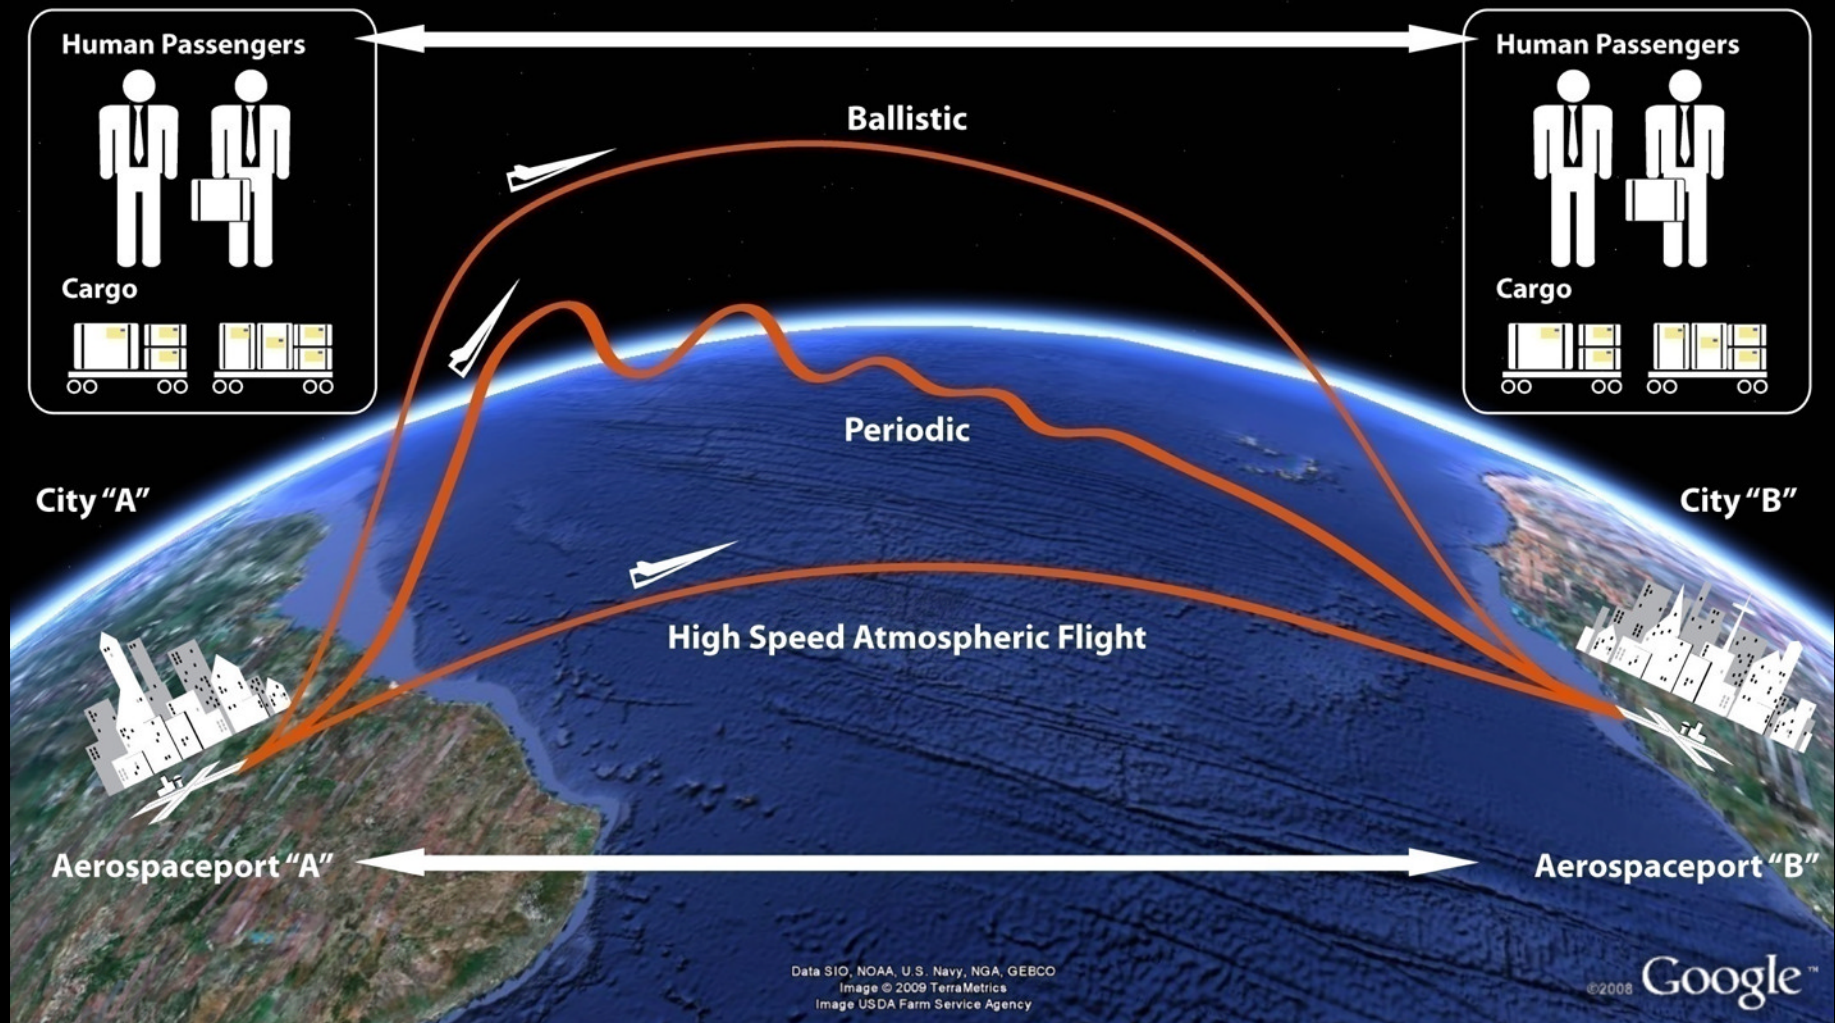 Human Passengers
Human Passengers
Ballistic
Cargo
Cargo
Periodic
City “A”
City “B”
High Speed Atmospheric Flight
Aerospaceport “A”
Aerospaceport “B”
Data SIO, NOAA, U.S. Navy, NGA, GEBCO
Image © 2009 TerraMetrics
Image USDA Farm Service Agency
©2008 Google™